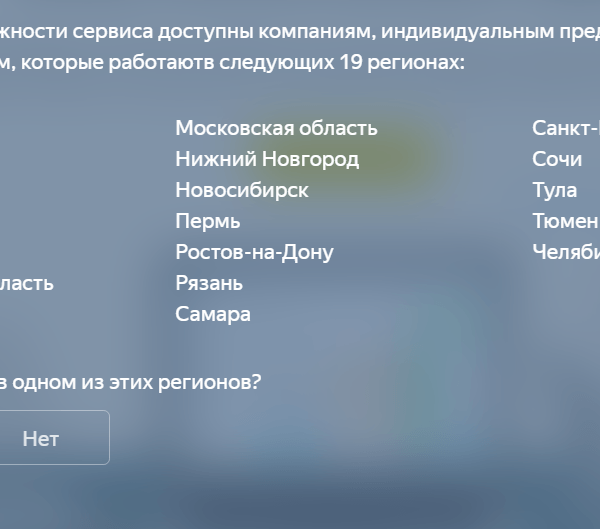 жности сервиса доступны компаниям, индивидуальным пред
м, которые работаютв следующих 19 регионах:
Московская область
Нижний Новгород
Новосибирск
Пермь
Ростов-на-Дону
ласть
Рязань
Самара
Санкт-
Сочи
Тула
Тюмен
Челяби
в одном из этих регионов?
Нет